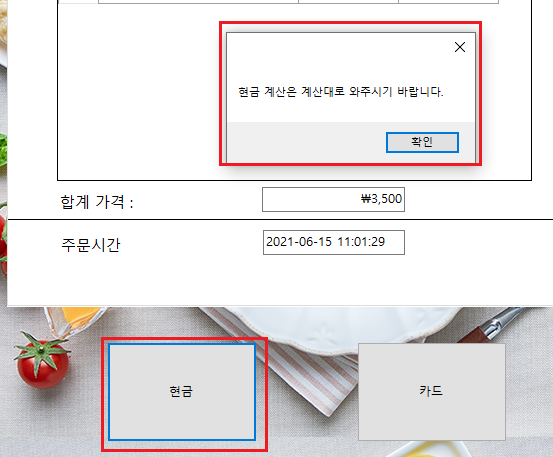 현금 계산은 계산대로 와주시기 바랍니다.
확인
합계 가격 :
₩3,500
주문시간
2021-06-15 11:01:29
현금
카드